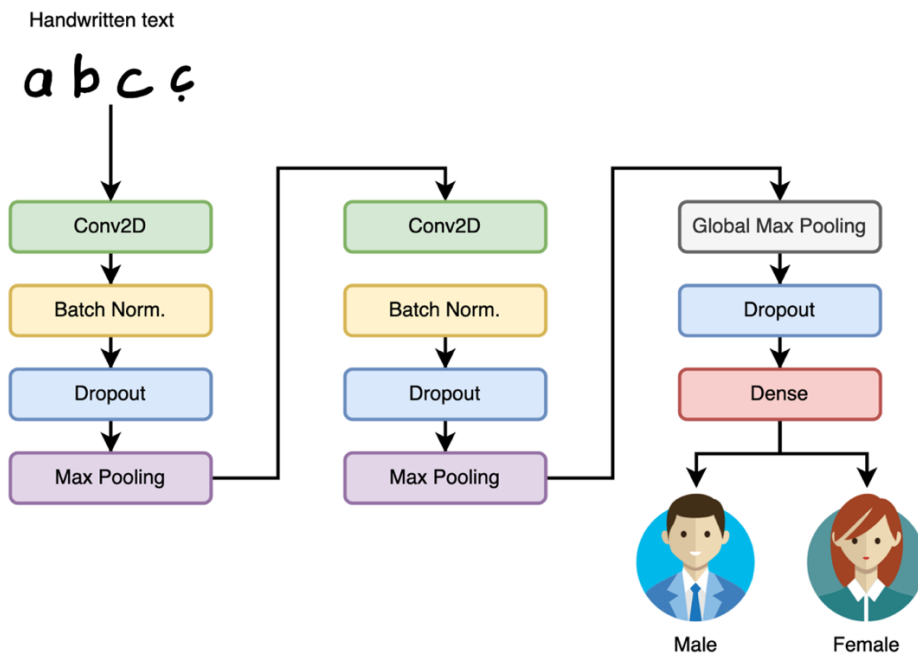 Handwritten text
a b c ç
Conv2D
Batch Norm.
Dropout
Max Pooling
Conv2D
Batch Norm.
Dropout
Max Pooling
Global Max Pooling
Dropout
Dense
Male
Female